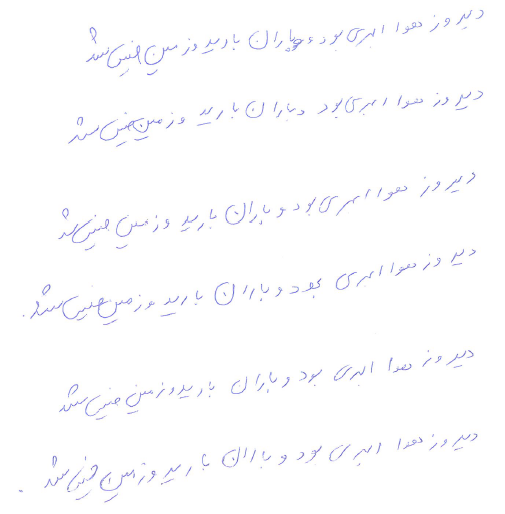 دیروز هوا ابری بود و باران بارید و زمین خیس شد
دیروز هوا ابری بود و باران بارید و زمین خیس شد
دیروز هوا ابری بود و باران بارید و زمین خیس شد
دیروز هوا ابری بود و باران بارید و زمین خیس شد.
دیروز هوا ابری بود و باران بارید و زمین خیس شد
دیروز هوا ابری بود و باران بارید و زمین خیس شد.